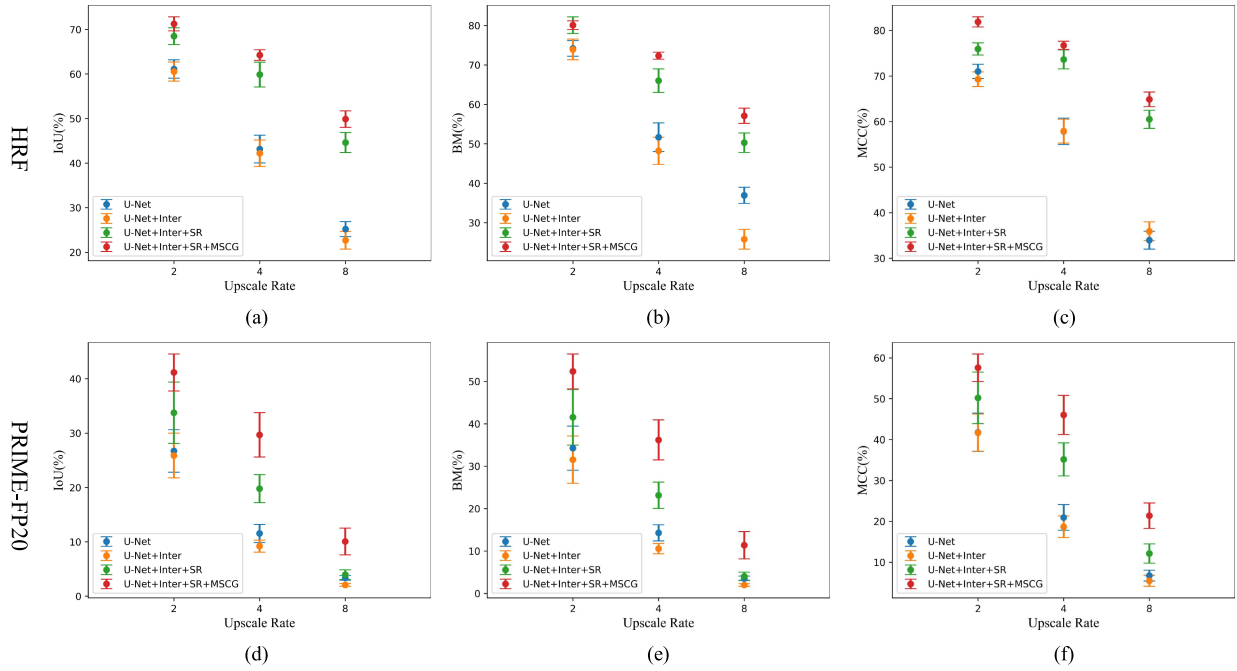 HRF
IoU(%)
70
60
50
40
30
20
U-Net
U-Net+Inter
U-Net+Inter+SR
U-Net+Inter+SR+MSCG
2 4 8
Upscale Rate
(a)
BM(%)
80
70
60
50
40
30
U-Net
U-Net+Inter
U-Net+Inter+SR
U-Net+Inter+SR+MSCG
2 4 8
Upscale Rate
(b)
MCC(%)
80
70
60
50
40
30
U-Net
U-Net+Inter
U-Net+Inter+SR
U-Net+Inter+SR+MSCG
2 4 8
Upscale Rate
(c)
PRIME-FP20
IoU(%)
40
30
20
10
0
U-Net
U-Net+Inter
U-Net+Inter+SR
U-Net+Inter+SR+MSCG
2 4 8
Upscale Rate
(d)
BM(%)
50
40
30
20
10
0
U-Net
U-Net+Inter
U-Net+Inter+SR
U-Net+Inter+SR+MSCG
2 4 8
Upscale Rate
(e)
MCC(%)
60
50
40
30
20
10
U-Net
U-Net+Inter
U-Net+Inter+SR
U-Net+Inter+SR+MSCG
2 4 8
Upscale Rate
(f)